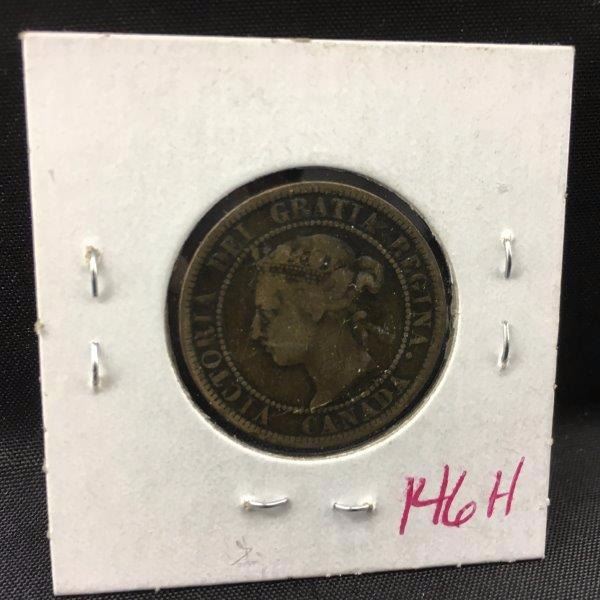 VICTORIA DEI GRATIA REGINA.
CANADA
146H